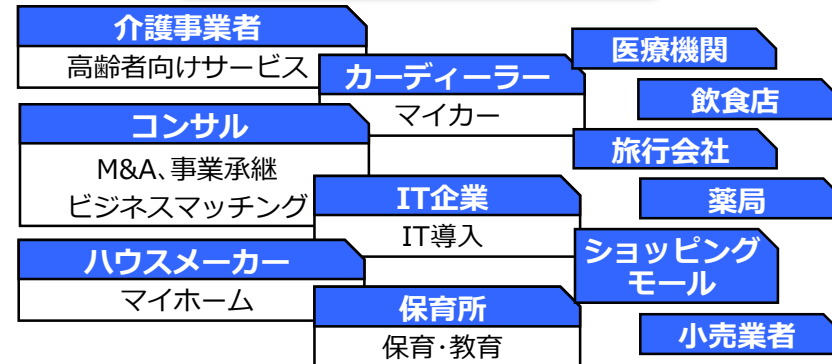 介護事業者
高齢者向けサービス
カーディーラー
マイカー
コンサル
M&A、事業承継
ビジネスマッチング
IT企業
IT導入
ハウスメーカー
マイホーム
保育所
保育・教育
医療機関
飲食店
旅行会社
薬局
ショッピング
モール
小売業者